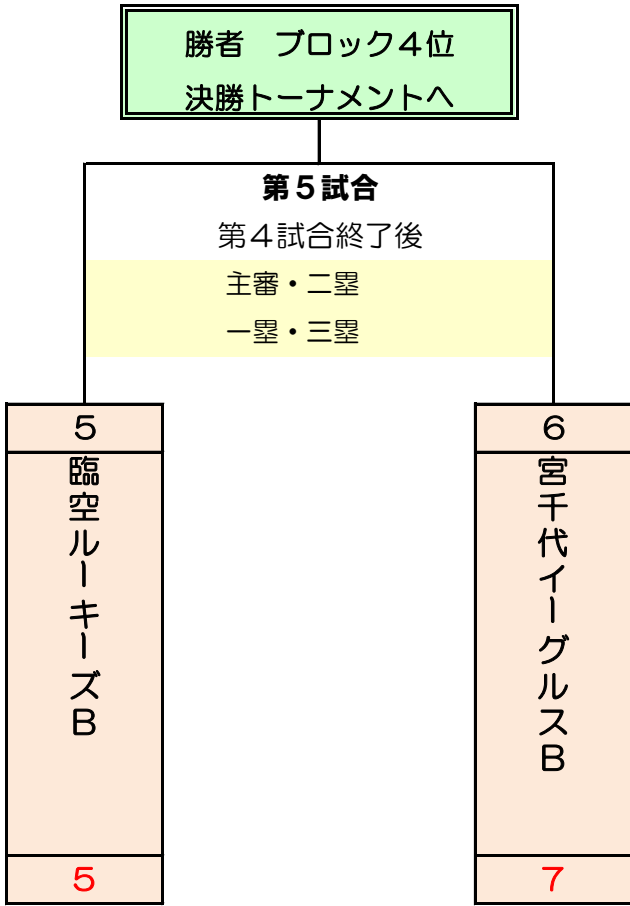 勝者　ブロック４位
決勝トーナメントへ
第５試合
第４試合終了後
主審・二塁
一塁・三塁
５
臨空ルーキーズＢ
５
６
宮千代イーグルスＢ
７